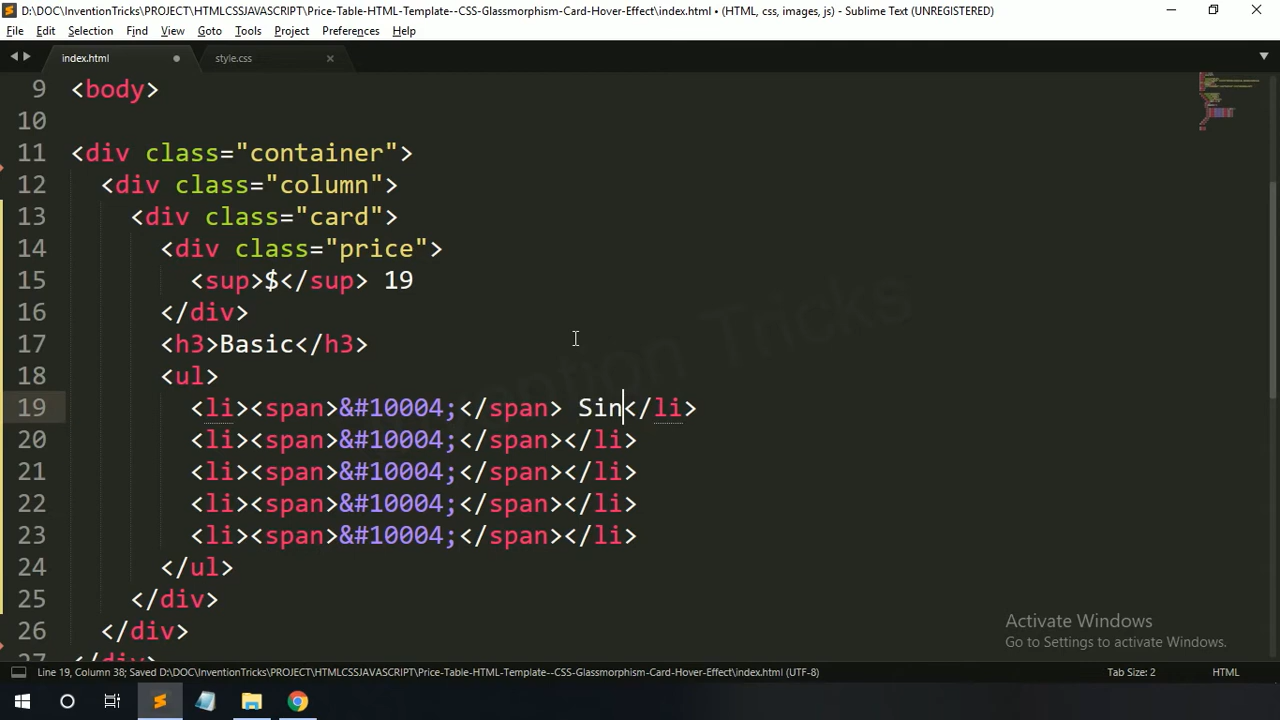 D:\DOC\InventionTricks\PROJECT\HTMLCSSJAVASCRIPT\Price-Table-HTML-Template--CSS-Glassmorphism-Card-Hover-Effect\index.html • (HTML, css, images, js) - Sublime Text (UNREGISTERED)
File Edit Selection Find View Goto Tools Project Preferences Help
index.html style.css
9 <body>
10
11 <div class="container">
12 <div class="column">
13 <div class="card">
14 <div class="price">
15 <sup>$</sup> 19
16 </div>
17 <h3>Basic</h3>
18 <ul>
19 <li><span>&#10004;</span> Sin</li>
20 <li><span>&#10004;</span></li>
21 <li><span>&#10004;</span></li>
22 <li><span>&#10004;</span></li>
23 <li><span>&#10004;</span></li>
24 </ul>
25 </div>
26 </div>
27 </div>
Invention Tricks
Activate Windows
Go to Settings to activate Windows.
Line 19, Column 38; Saved D:\DOC\InventionTricks\PROJECT\HTMLCSSJAVASCRIPT\Price-Table-HTML-Template--CSS-Glassmorphism-Card-Hover-Effect\index.html (UTF-8) Tab Size: 2 HTML